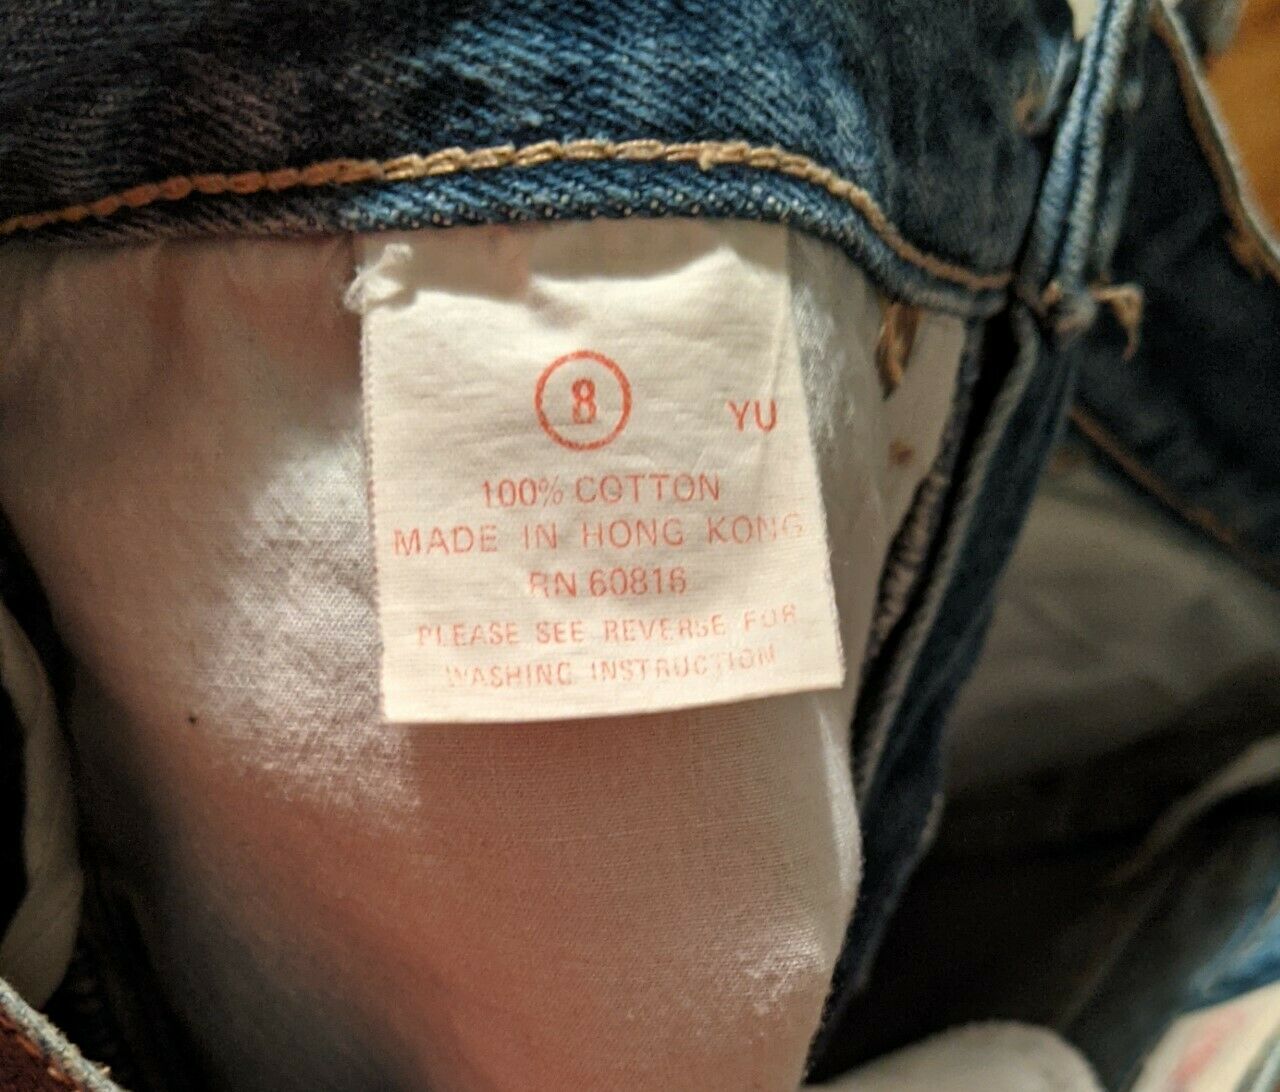 8
YU
100% COTTON
MADE IN HONG KONG
RN 60816
PLEASE SEE REVERSE FOR
WASHING INSTRUCTION